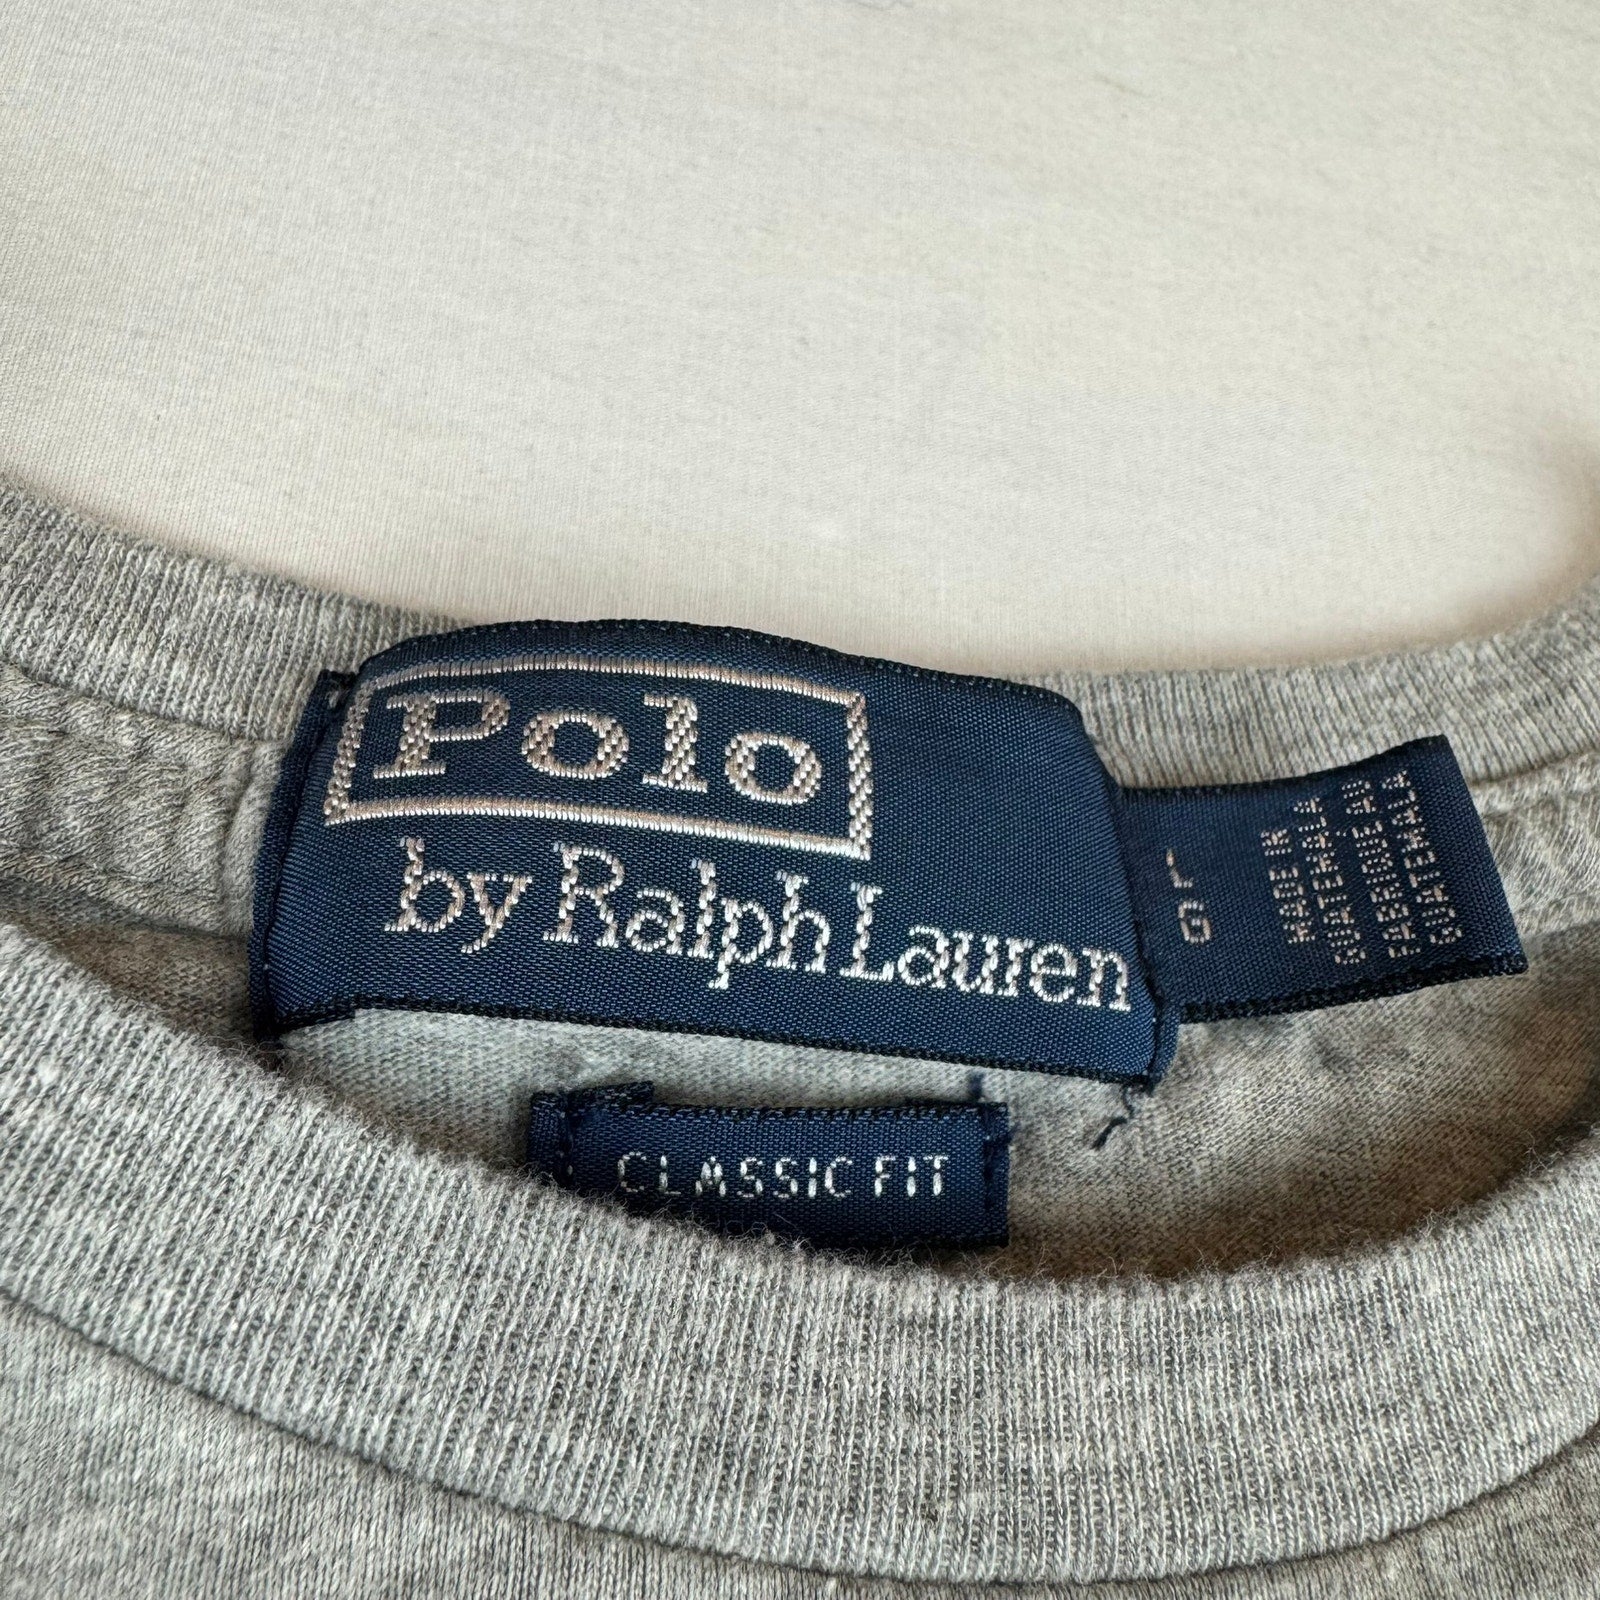 Polo
by Ralph Lauren
L
G
MADE IN
GUATEMALA
FABRIQUE AU
GUATEMALA
CLASSIC FIT